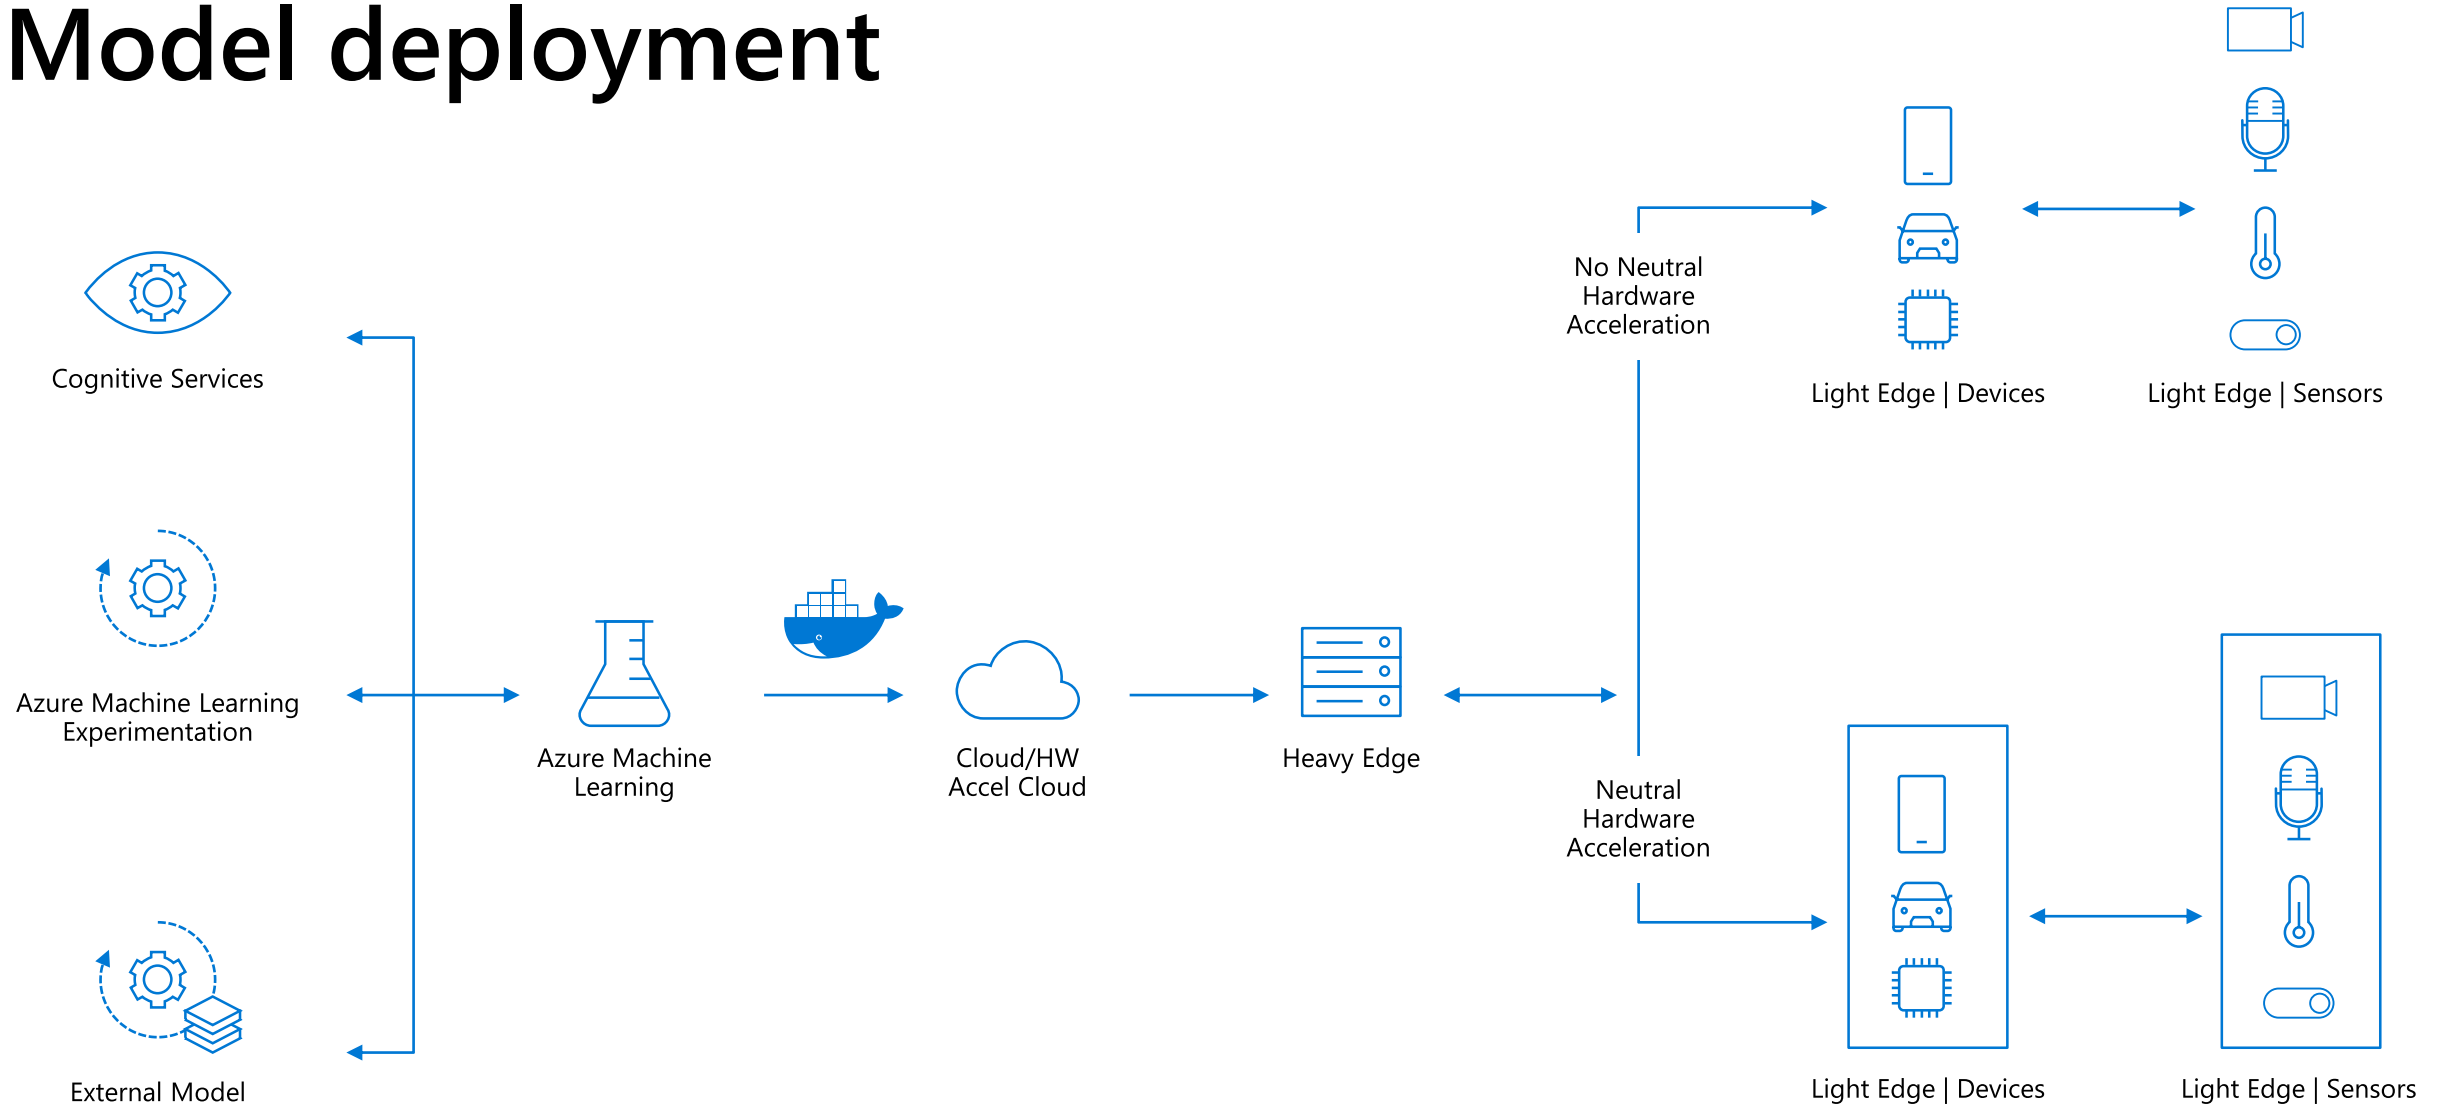 Model deployment
Cognitive Services
Azure Machine Learning
Experimentation
External Model
Azure Machine
Learning
Cloud/HW
Accel Cloud
Heavy Edge
No Neutral
Hardware
Acceleration
Light Edge | Devices
Light Edge | Sensors
Neutral
Hardware
Acceleration
Light Edge | Devices
Light Edge | Sensors